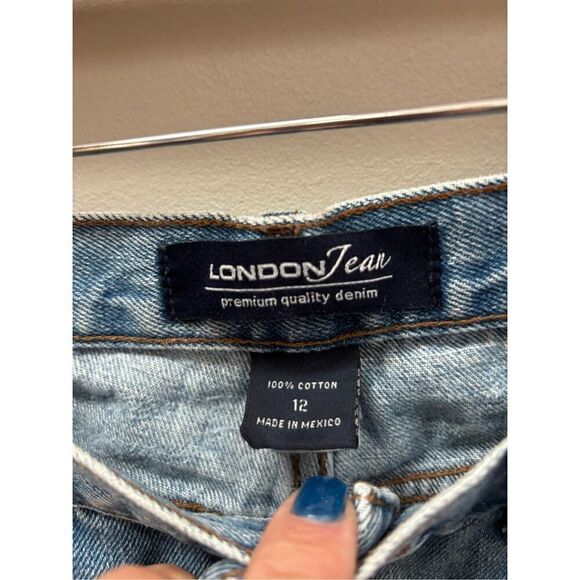 LONDON Jean
premium quality denim
100% COTTON
12
MADE IN MEXICO